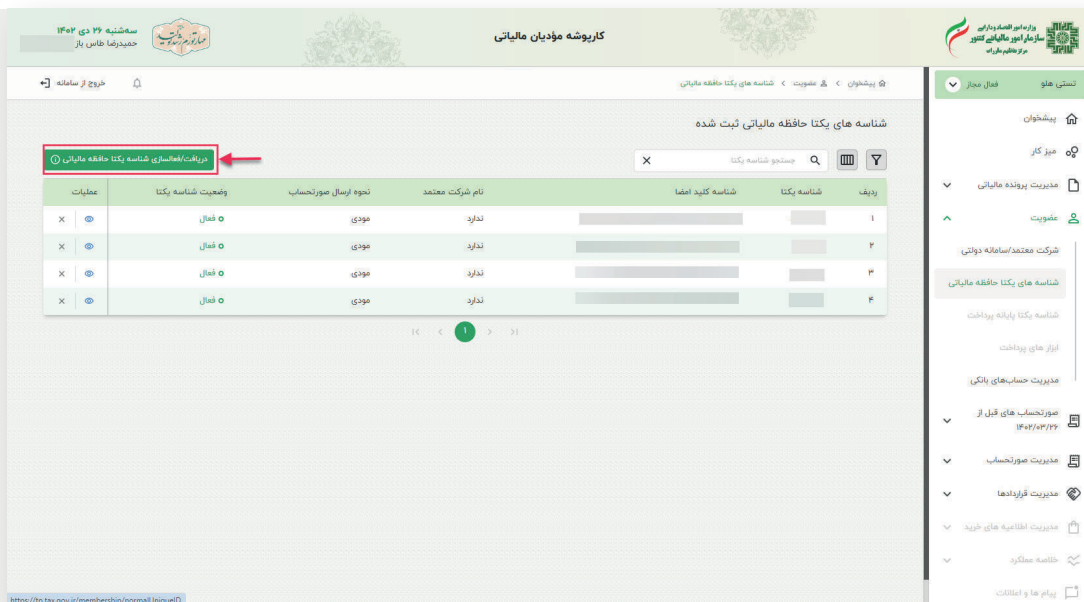 وزارت امور اقتصاد و دارایی
سازمان امور مالیاتی کشور
کارپوشه مؤدیان مالیاتی
سه‌شنبه ۲۶ دی ۱۴۰۲
حمیدرضا طاس باز
تستی هلو
فعال مجاز
پیشخوان > عضویت > شناسه های یکتا حافظه مالیاتی
خروج از سامانه
پیشخوان
میز کار
مدیریت پرونده مالیاتی
عضویت
شرکت معتمد/سامانه دولتی
شناسه های یکتا حافظه مالیاتی
شناسه یکتا پایانه پرداخت
ابزار های پرداخت
مدیریت حساب‌های بانکی
صورتحساب های قبل از
۱۴۰۲/۰۳/۲۶
مدیریت صورتحساب
مدیریت قراردادها
مدیریت اطلاعیه های خرید
خلاصه عملکرد
پیام ها و اعلانات
شناسه های یکتا حافظه مالیاتی ثبت شده
جستجو شناسه یکتا
دریافت/فعالسازی شناسه یکتا حافظه مالیاتی
ردیف شناسه یکتا شناسه کلید امضا نام شرکت معتمد نحوه ارسال صورتحساب وضعیت شناسه یکتا عملیات
۱ ندارد مودی فعال
۲ ندارد مودی فعال
۳ ندارد مودی فعال
۴ ندارد مودی فعال
۱
https://tp.tax.gov.ir/membership/normalUniqueID